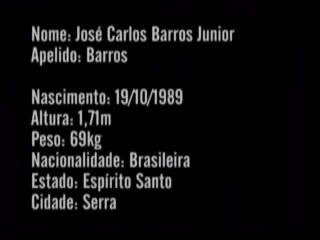 Nome: José Carlos Barros Junior
Apelido: Barros
Nascimento: 19/10/1989
Altura: 1,71m
Peso: 69kg
Nacionalidade: Brasileira
Estado: Espírito Santo
Cidade: Serra